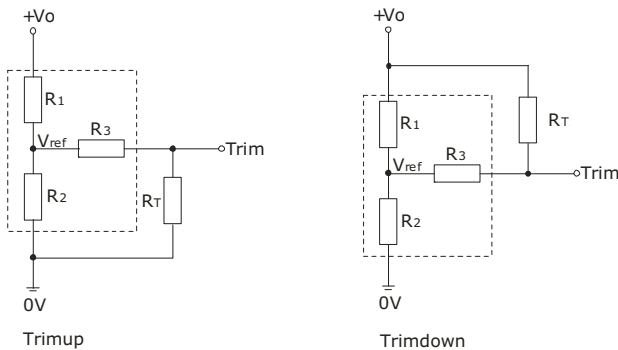 +Vo
R1
Vref
R3
Trim
R2
RT
0V
Trimup
+Vo
R1
RT
Vref
R3
Trim
R2
0V
Trimdown